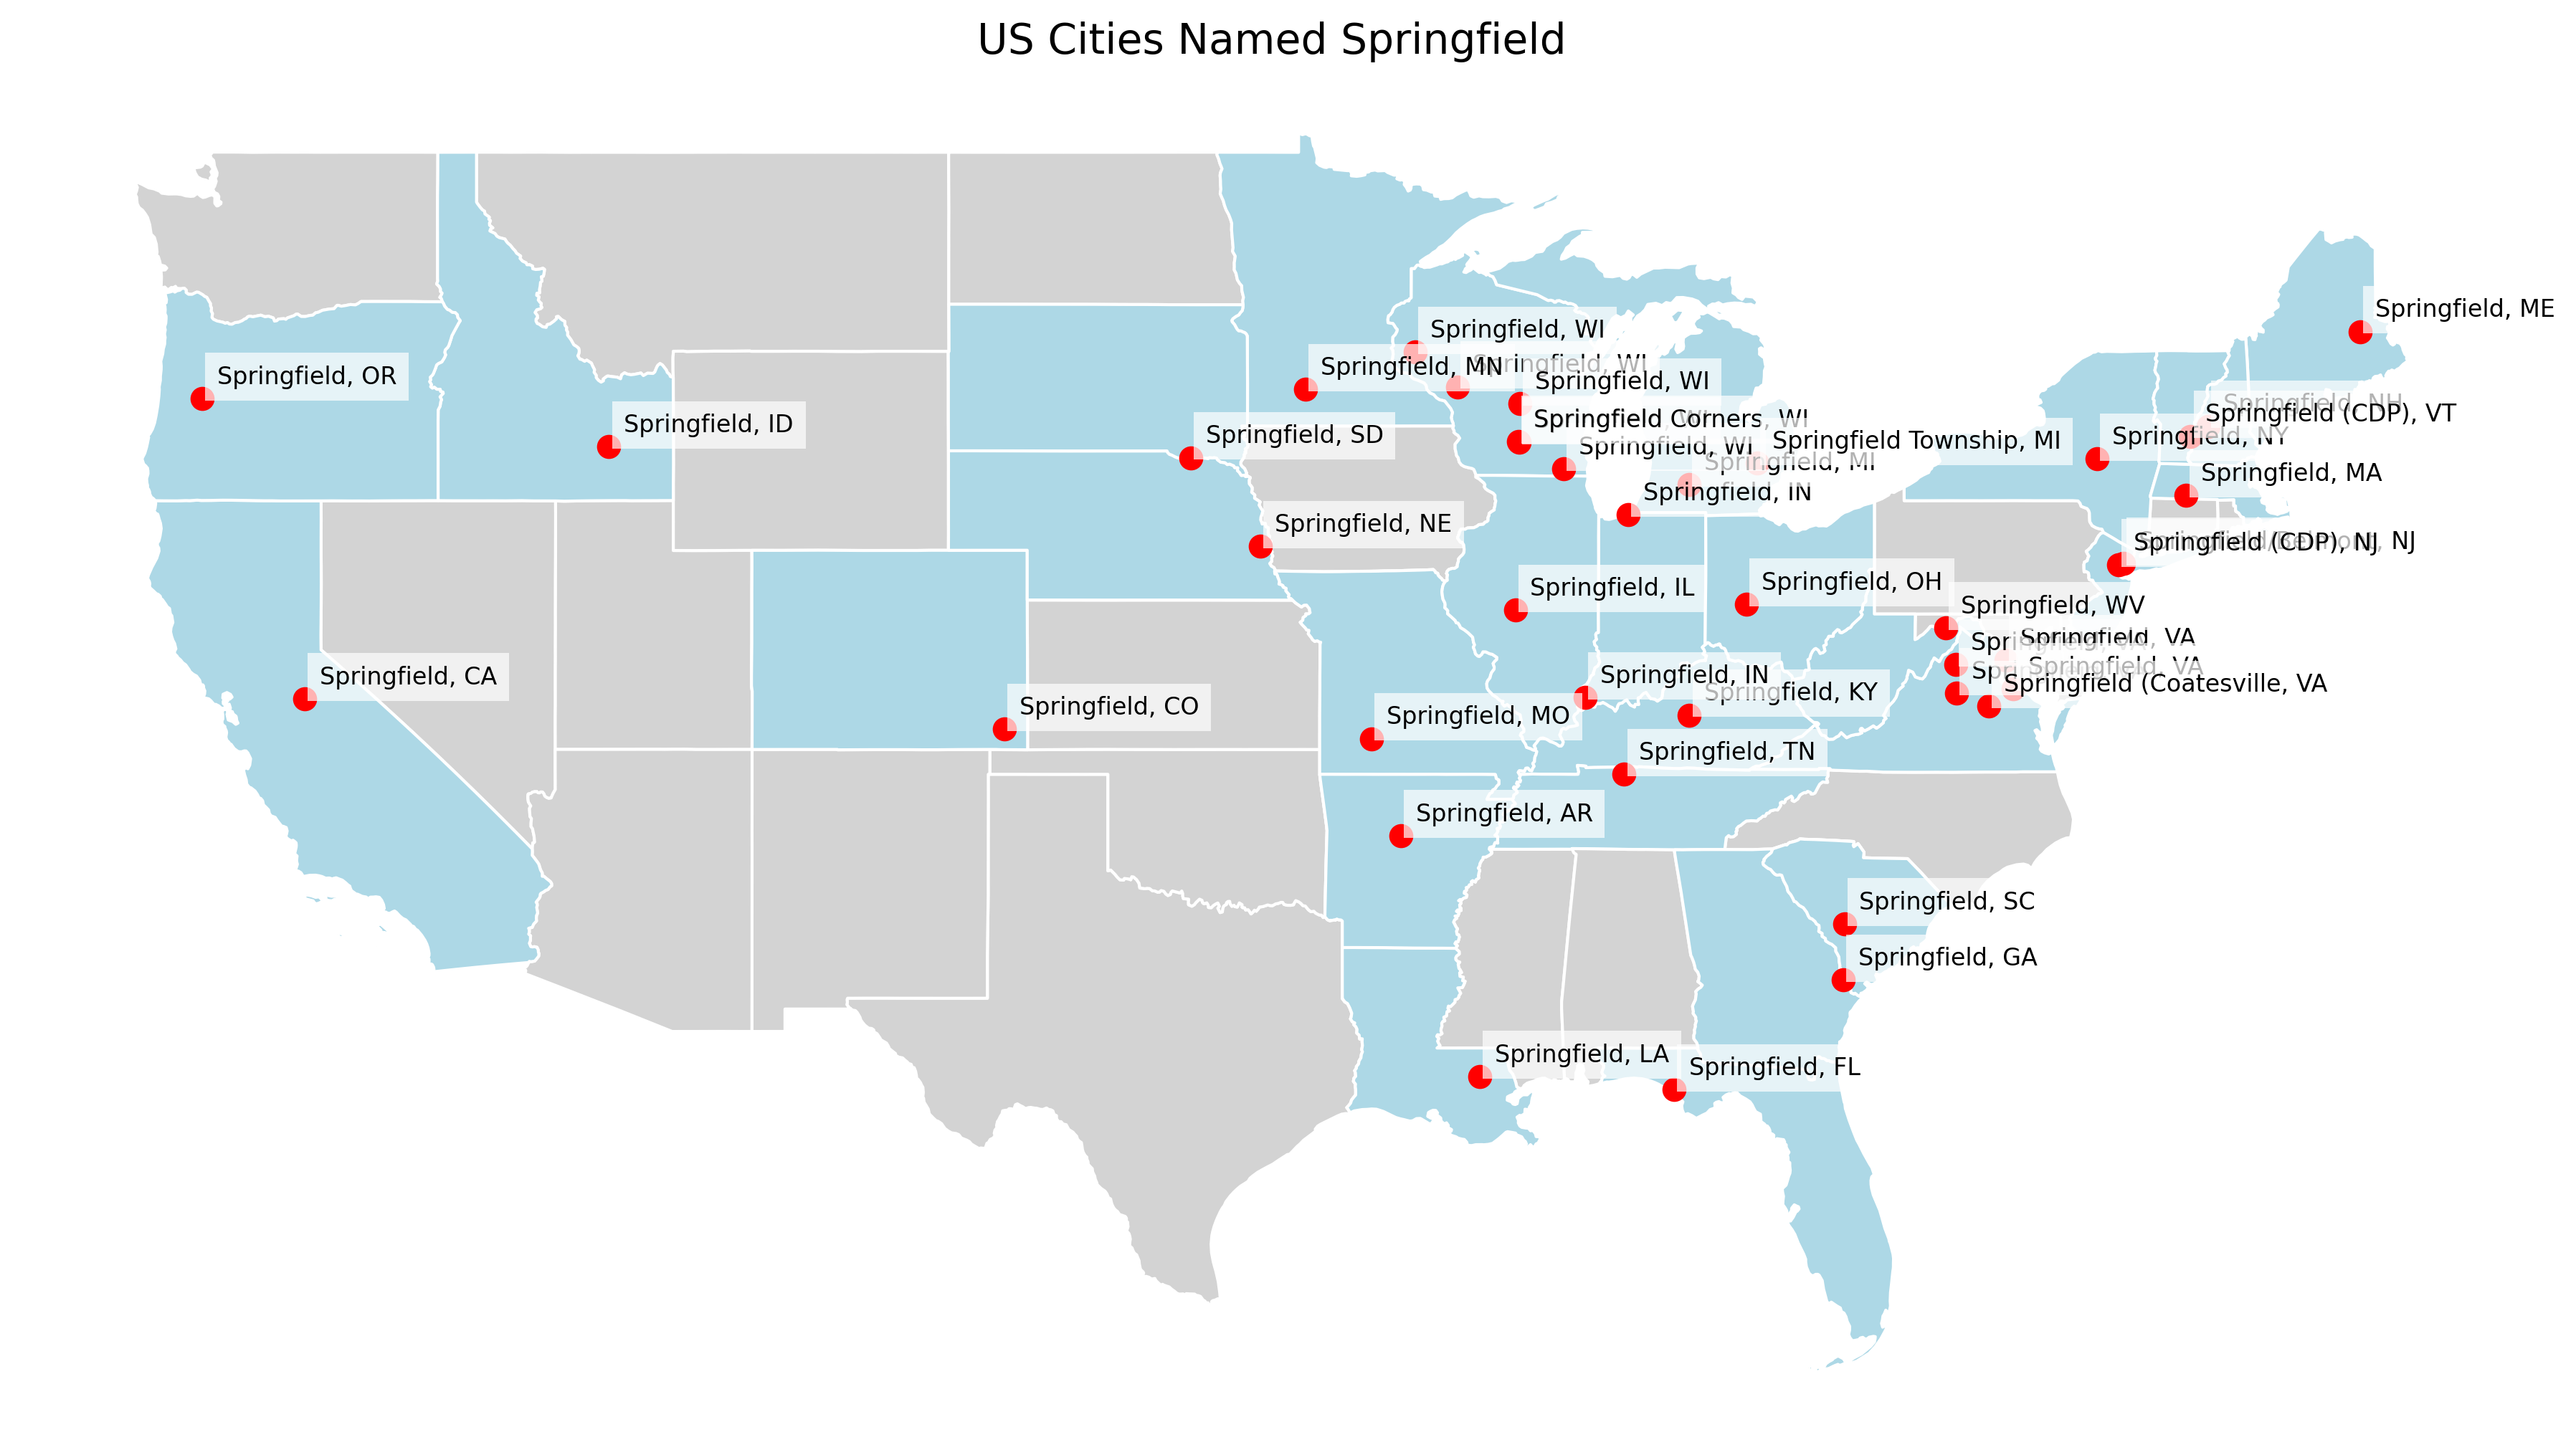 US Cities Named Springfield
Springfield, ME
Springfield, WI
Springfield, WI
Springfield, MN
Springfield, OR
Springfield, WI
Springfield, NH
Springfield (CDP), VT
Springfield Corners, WI
Springfield, ID
Springfield, SD
Springfield, WI
Springfield Township, MI
Springfield, NY
Springfield, MI
Springfield, MA
Springfield, IN
Springfield, NE
Springfield (CDP), NJ
NJ
Springfield, OH
Springfield, IL
Springfield, WV
Springfield, VA
Springfield, VA
Springfield, CA
Springfield, IN
Springfield, KY
Springfield (Coatesville, VA
Springfield, CO
Springfield, MO
Springfield, TN
Springfield, AR
Springfield, SC
Springfield, GA
Springfield, LA
Springfield, FL